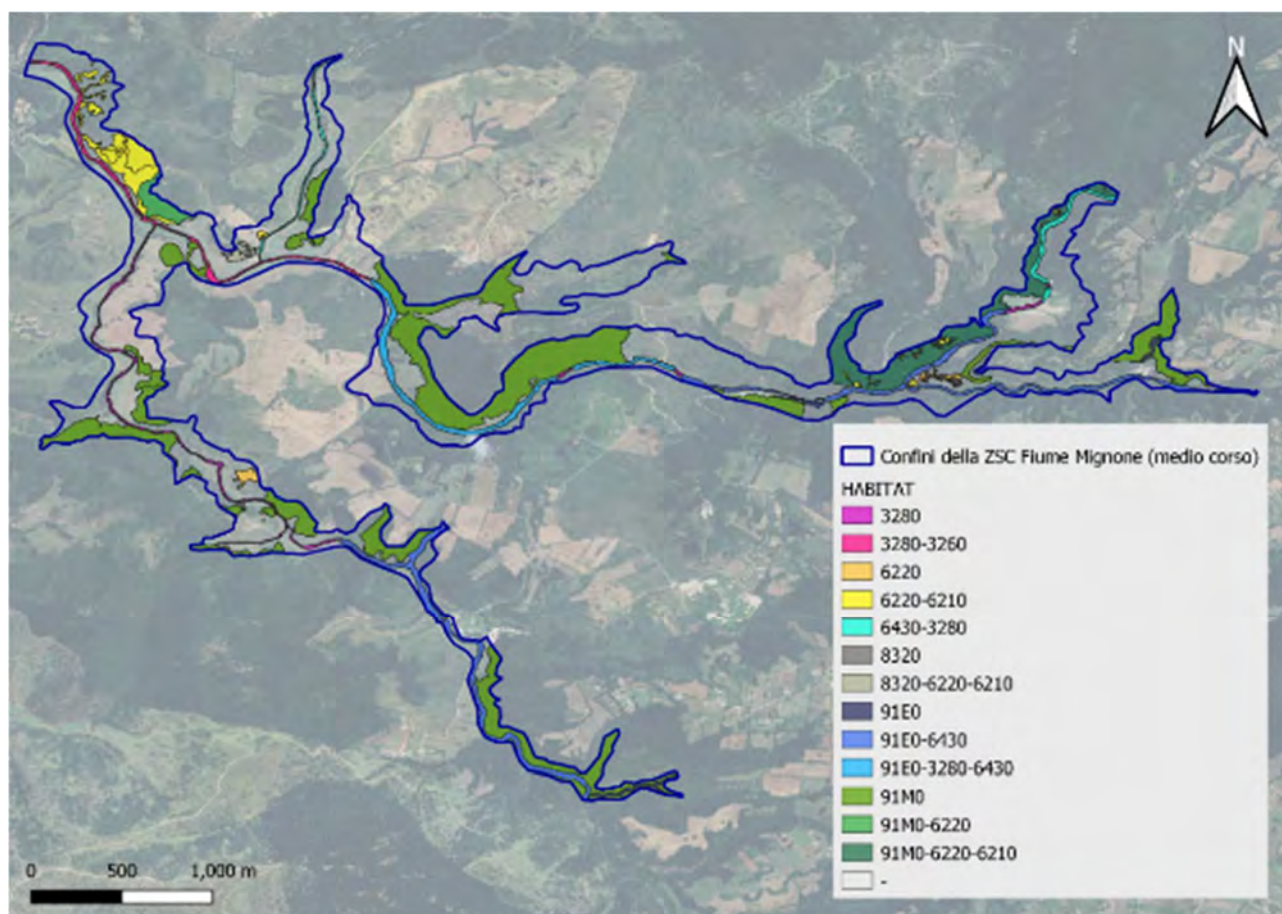 N
Confini della ZSC Fiume Mignone (medio corso)
HABITAT
3280
3280-3260
6220
6220-6210
6430-3280
8320
8320-6220-6210
91E0
91E0-6430
91E0-3280-6430
91M0
91M0-6220
91M0-6220-6210
-
0 500 1,000 m